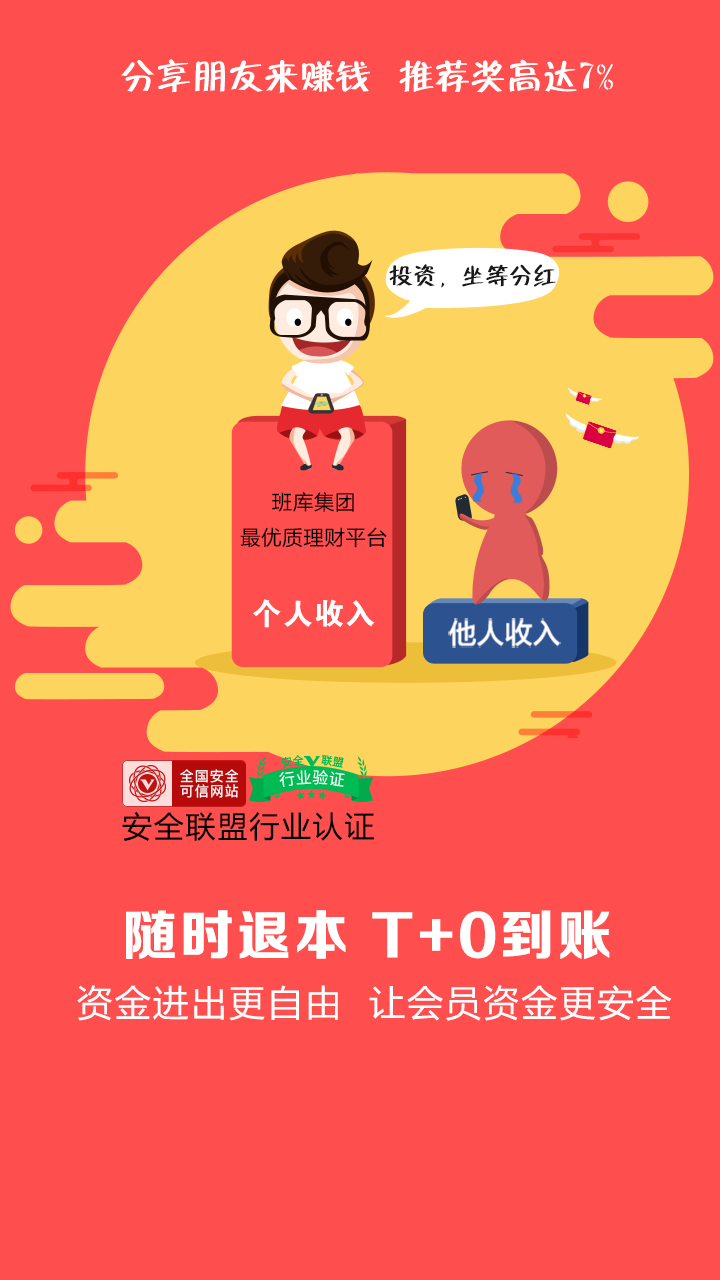 分享朋友来赚钱 推荐奖高达7%
投资，坐等分红
班库集团
最优质理财平台
个人收入
他人收入
安全V联盟
行业验证
全国安全
可信网站
安全联盟行业认证
随时退本 T+0到账
资金进出更自由 让会员资金更安全